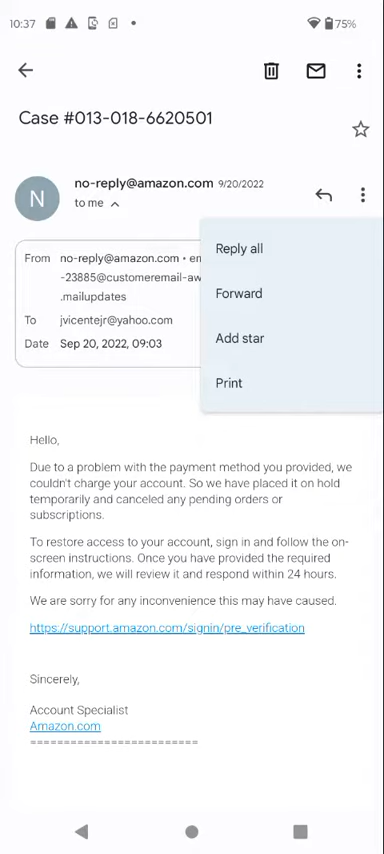 10:37
75%
Case #013-018-6620501
N
no-reply@amazon.com 9/20/2022
to me
Reply all
Forward
Add star
Print
From no-reply@amazon.com • em
-23885@customeremail-aw
.mailupdates
To jvicentejr@yahoo.com
Date Sep 20, 2022, 09:03
Hello,
Due to a problem with the payment method you provided, we
couldn't charge your account. So we have placed it on hold
temporarily and canceled any pending orders or
subscriptions.
To restore access to your account, sign in and follow the on-
screen instructions. Once you have provided the required
information, we will review it and respond within 24 hours.
We are sorry for any inconvenience this may have caused.
https://support.amazon.com/signin/pre_verification
Sincerely,
Account Specialist
Amazon.com
=========================